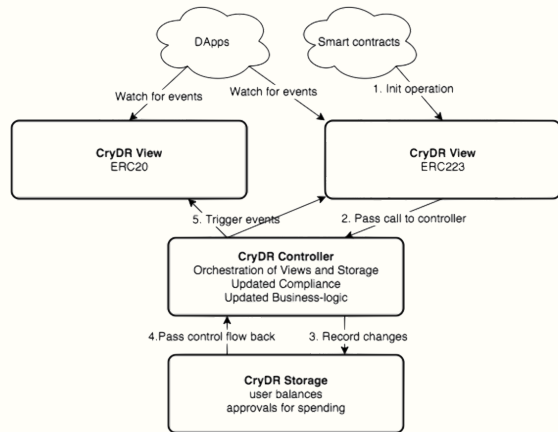 DApps
Smart contracts
Watch for events
Watch for events
1. Init operation
CryDR View
ERC20
CryDR View
ERC223
5. Trigger events
2. Pass call to controller
CryDR Controller
Orchestration of Views and Storage
Updated Compliance
Updated Business-logic
4.Pass control flow back
3. Record changes
CryDR Storage
user balances
approvals for spending